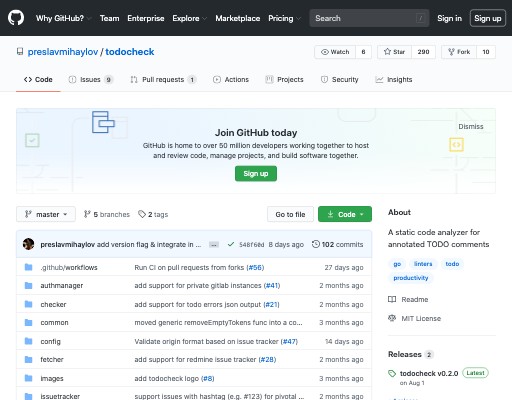 Why GitHub? Team Enterprise Explore Marketplace Pricing Search / Sign in Sign up
preslavmihaylov / todocheck Watch 6 Star 290 Fork 10
Code Issues 9 Pull requests 1 Actions Projects Security Insights
Join GitHub today
Dismiss
GitHub is home to over 50 million developers working together to host
and review code, manage projects, and build software together.
Sign up
master 5 branches 2 tags Go to file Code
preslavmihaylov add version flag & integrate in ... ... 548f60d 8 days ago 102 commits
.github/workflows Run CI on pull requests from forks (#56) 27 days ago
authmanager add support for private gitlab instances (#41) 2 months ago
checker add support for todo errors json output (#21) 2 months ago
common moved generic removeEmptyTokens func into a co... 3 months ago
config Validate origin format based on issue tracker (#47) 14 days ago
fetcher add support for redmine issue tracker (#28) 2 months ago
images add todocheck logo (#8) 3 months ago
issuetracker support issues with hashtag (e.g. #123) for pivotal ... 2 months ago
About
A static code analyzer for
annotated TODO comments
go linters todo
productivity
Readme
MIT License
Releases 2
todocheck v0.2.0 Latest
on Aug 1